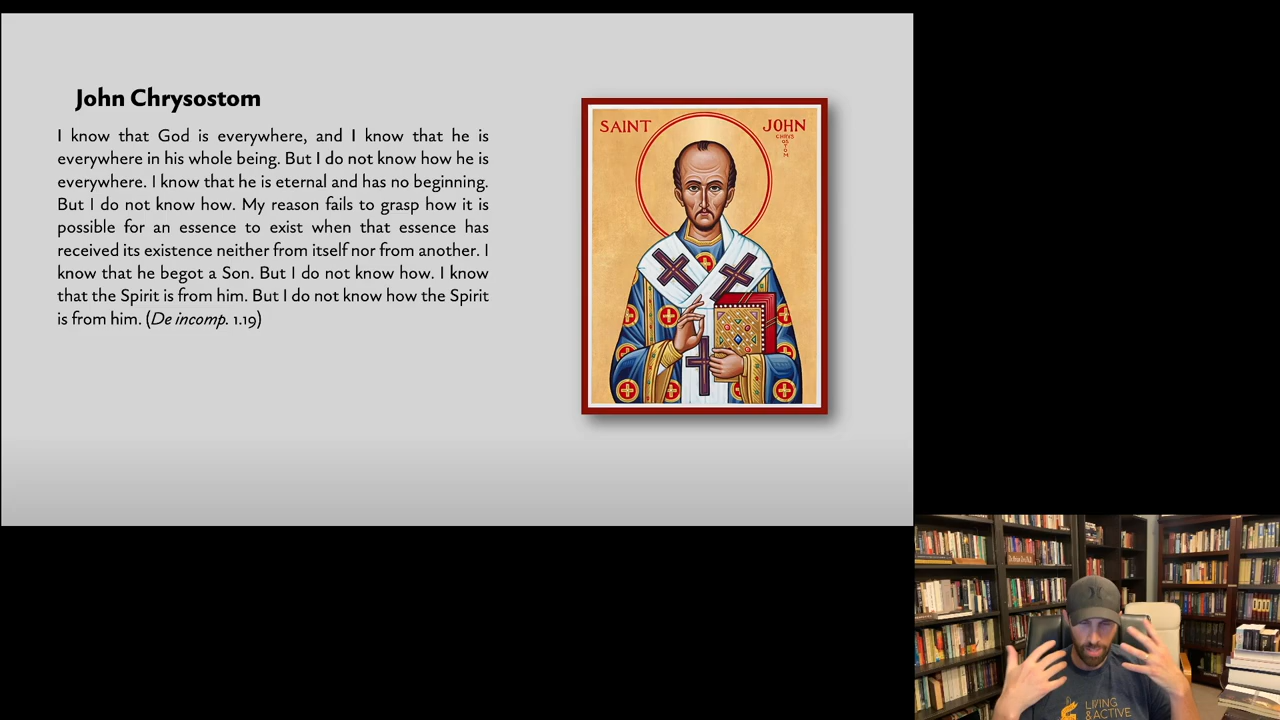 John Chrysostom
I know that God is everywhere, and I know that he is
everywhere in his whole being. But I do not know how he is
everywhere. I know that he is eternal and has no beginning.
But I do not know how. My reason fails to grasp how it is
possible for an essence to exist when that essence has
received its existence neither from itself nor from another. I
know that he begot a Son. But I do not know how. I know
that the Spirit is from him. But I do not know how the Spirit
is from him. (De incomp. 1.19)
SAINT
JOHN
CHRYS
OS
T
O
M
LIVING
& ACTIVE